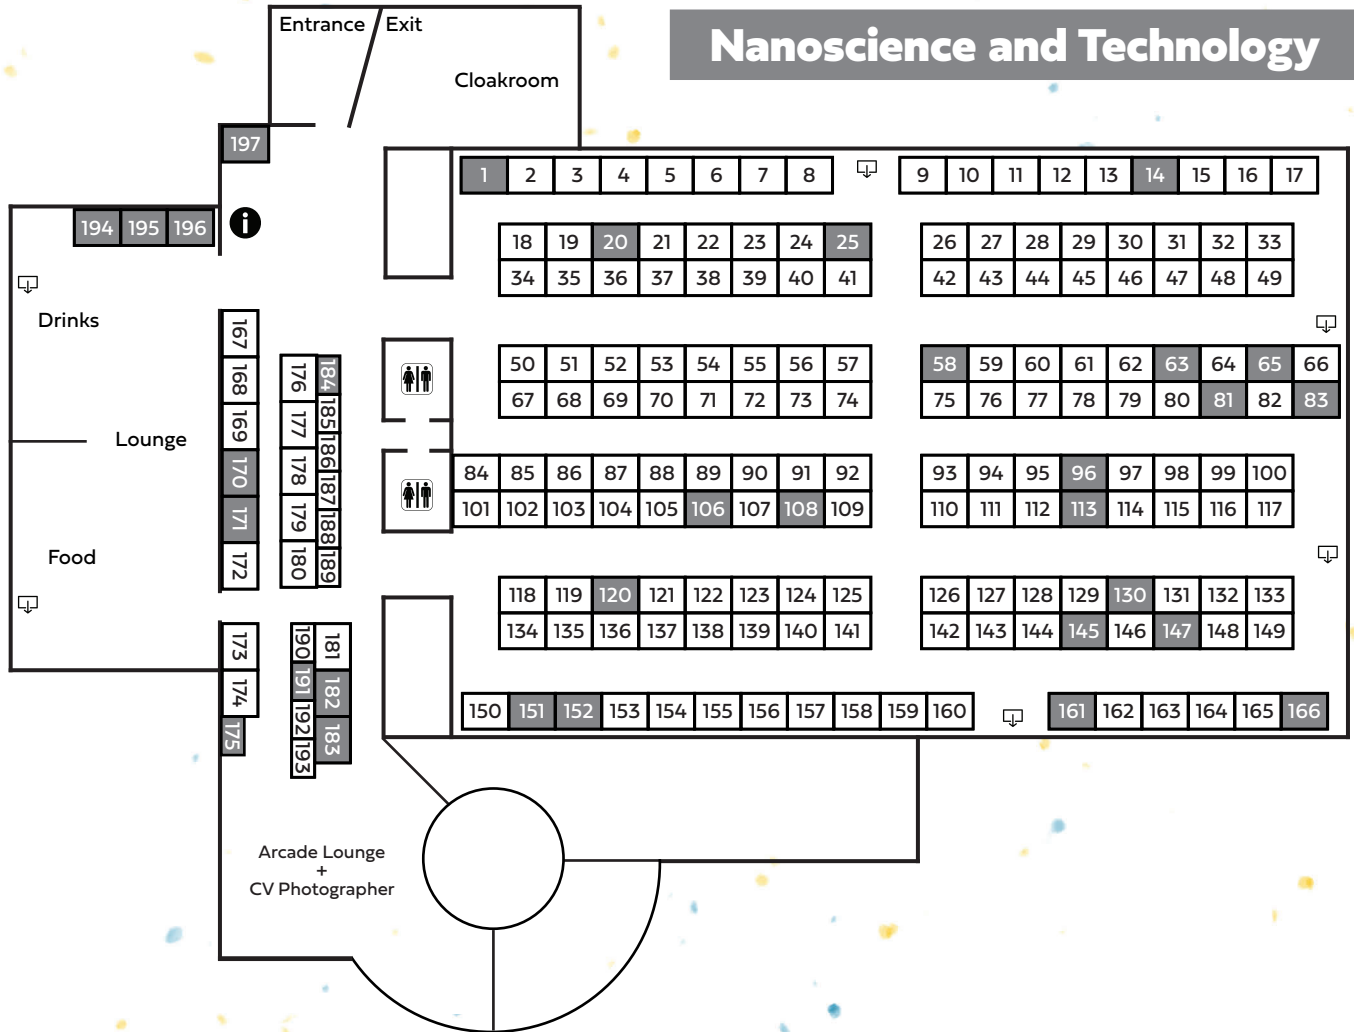 Entrance / Exit
Nanoscience and Technology
Cloakroom
197
1 2 3 4 5 6 7 8 9 10 11 12 13 14 15 16 17
194 195 196 i
18 19 20 21 22 23 24 25 26 27 28 29 30 31 32 33
34 35 36 37 38 39 40 41 42 43 44 45 46 47 48 49
Drinks
50 51 52 53 54 55 56 57 58 59 60 61 62 63 64 65 66
67 68 69 70 71 72 73 74 75 76 77 78 79 80 81 82 83
167
168
169
170
171
172
176
177
178
179
180
184
185
186
187
188
189
Lounge
84 85 86 87 88 89 90 91 92 93 94 95 96 97 98 99 100
101 102 103 104 105 106 107 108 109 110 111 112 113 114 115 116 117
Food
118 119 120 121 122 123 124 125 126 127 128 129 130 131 132 133
134 135 136 137 138 139 140 141 142 143 144 145 146 147 148 149
173
174
175
190
191
192
193
181
182
183
150 151 152 153 154 155 156 157 158 159 160 161 162 163 164 165 166
Arcade Lounge
+
CV Photographer